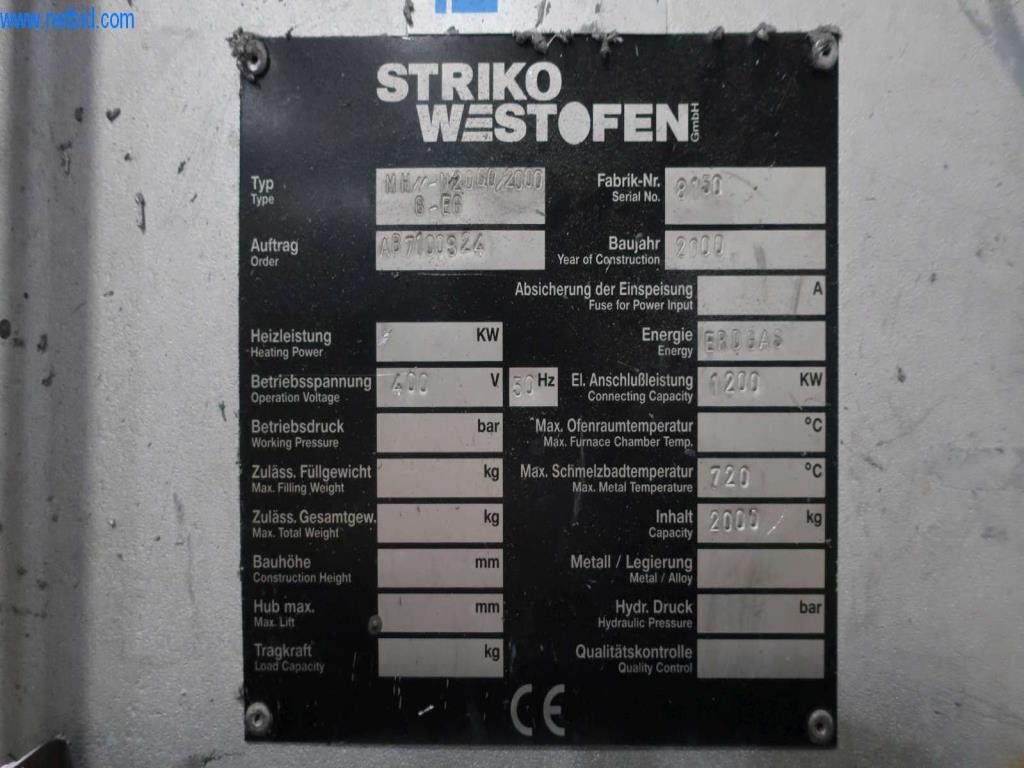 www.netbid.com
STRIKO
WESTOFEN GmbH
Typ
Type
G-EG
Fabrik-Nr.
Serial No.
8150
Auftrag
Order
Baujahr
Year of Construction
2000
Absicherung der Einspeisung
Fuse for Power Input
A
Heizleistung
Heating Power
KW
Energie
Energy
ERDGAS
Betriebsspannung
Operation Voltage
400 V
50 Hz
El. Anschlußleistung
Connecting Capacity
1200 KW
Betriebsdruck
Working Pressure
bar
Max. Ofenraumtemperatur
Max. Furnace Chamber Temp.
°C
Zuläss. Füllgewicht
Max. Filling Weight
kg
Max. Schmelzbadtemperatur
Max. Metal Temperature
720 °C
Zuläss. Gesamtgew.
Max. Total Weight
kg
Inhalt
Capacity
2000 kg
Bauhöhe
Construction Height
mm
Metall / Legierung
Metal / Alloy
Hub max.
Max. Lift
mm
Hydr. Druck
Hydraulic Pressure
bar
Tragkraft
Load Capacity
kg
Qualitätskontrolle
Quality Control
CE